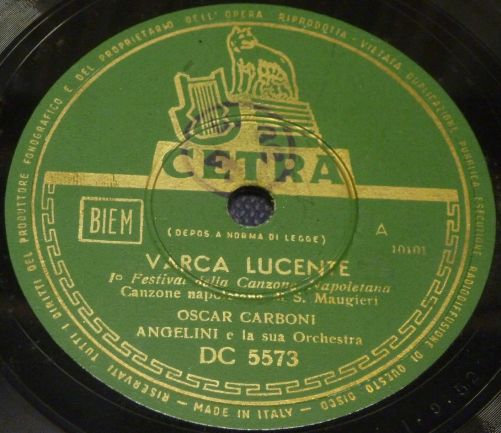 RISERVATI TUTTI I DIRITTI DEL PRODUTTORE FONOGRAFICO E DEL PROPRIETARIO DELL'OPERA RIPRODOTTA - VIETATA DUPLICAZIONE PUBBLICA ESECUZIONE RADIODIFFUSIONE DI QUESTO DISCO
CETRA
BIEM
(DEPOS. A NORMA DI LEGGE)
A
VARCA LUCENTE
Iº Festival della Canzone Napoletana
Canzone napoletana di S. Maugieri
OSCAR CARBONI
ANGELINI e la sua Orchestra
DC 5573
- MADE IN ITALY -